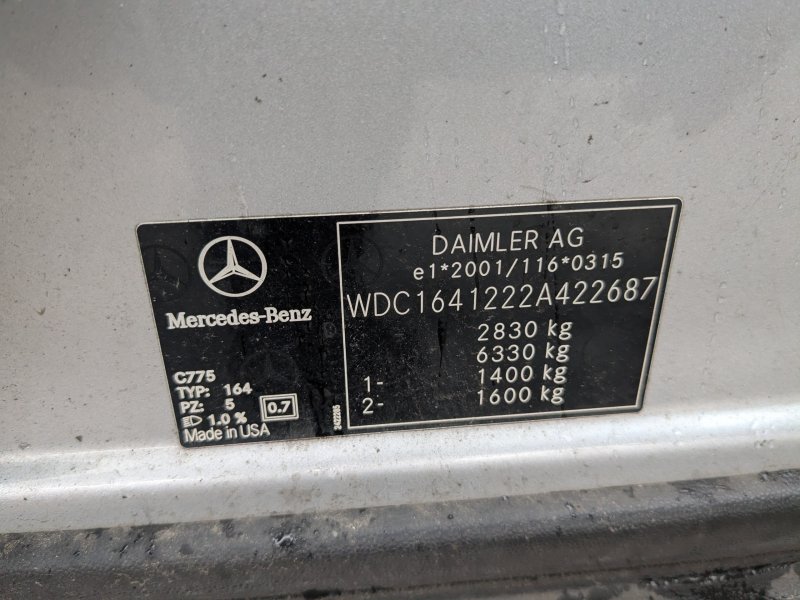 Mercedes-Benz
C775
TYP: 164
PZ: 5
1.0 %
0.7
Made in USA
2422265
DAIMLER AG
e1*2001/116*0315
WDC1641222A422687
2830 kg
6330 kg
1- 1400 kg
2- 1600 kg